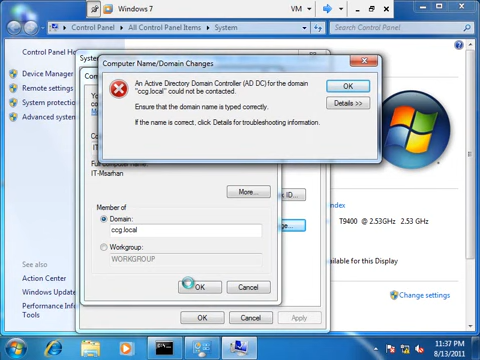 Windows 7
VM
Control Panel
All Control Panel Items
System
Search Control Panel
Control Panel
Device Manager
Remote settings
System protection
Advanced system
See also
Action Center
Windows Update
Performance Info
Tools
Computer Name/Domain Changes
An Active Directory Domain Controller (AD DC) for the domain
"ccg.local" could not be contacted.
Ensure that the domain name is typed correctly.
If the name is correct, click Details for troubleshooting information.
OK
Details >>
IT-Msarhan
More...
Member of
Domain:
ccg.local
Workgroup:
WORKGROUP
OK
Cancel
OK
Cancel
Apply
ID...
ge...
ndex
T9400 @ 2.53GHz 2.53 GHz
ailable for this Display
Change settings
11:37 PM
8/13/2011